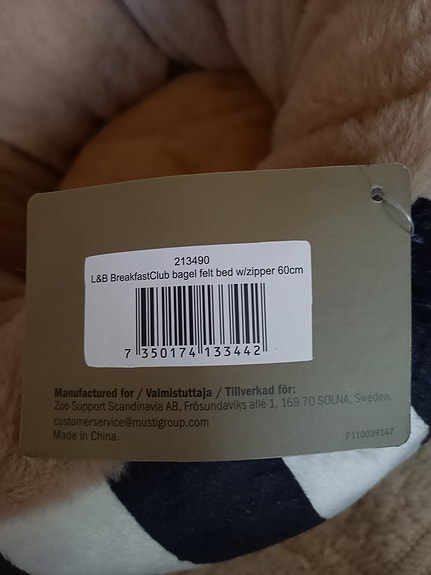 213490
L&B BreakfastClub bagel felt bed w/zipper 60cm
7 350174 133442
Manufactured for / Valmistuttaja / Tillverkad för:
Zoo Support Scandinavia AB, Frösundaviks allé 1, 169 70 SOLNA, Sweden,
customerservice@mustigroup.com
Made in China.
P110039147